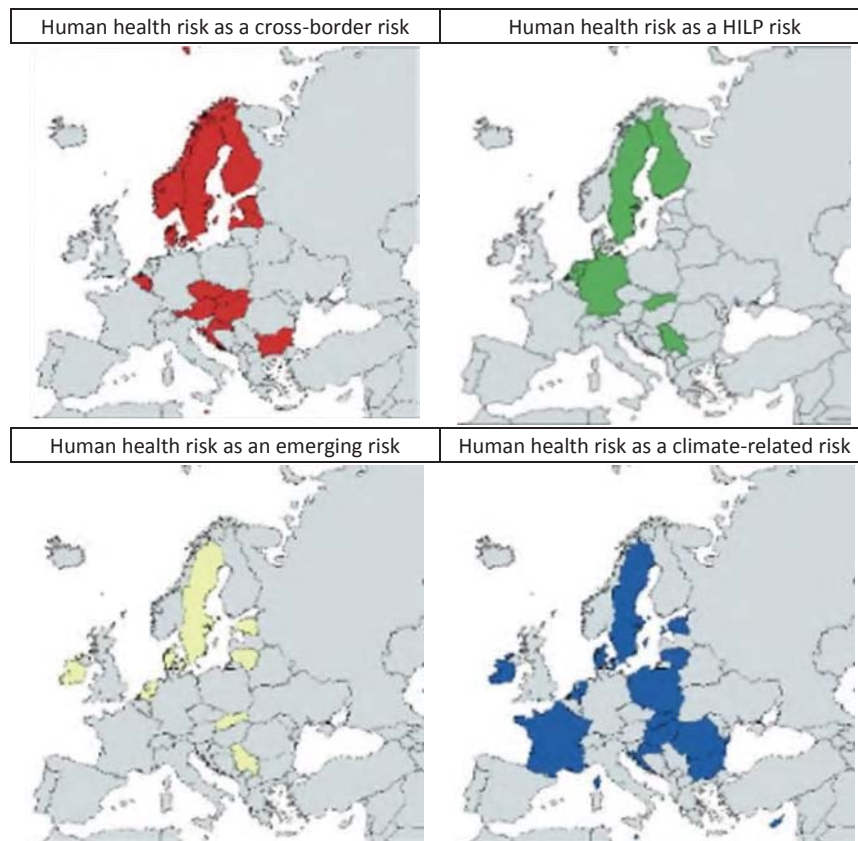 Human health risk as a cross-border risk
Human health risk as a HILP risk
Human health risk as an emerging risk
Human health risk as a climate-related risk